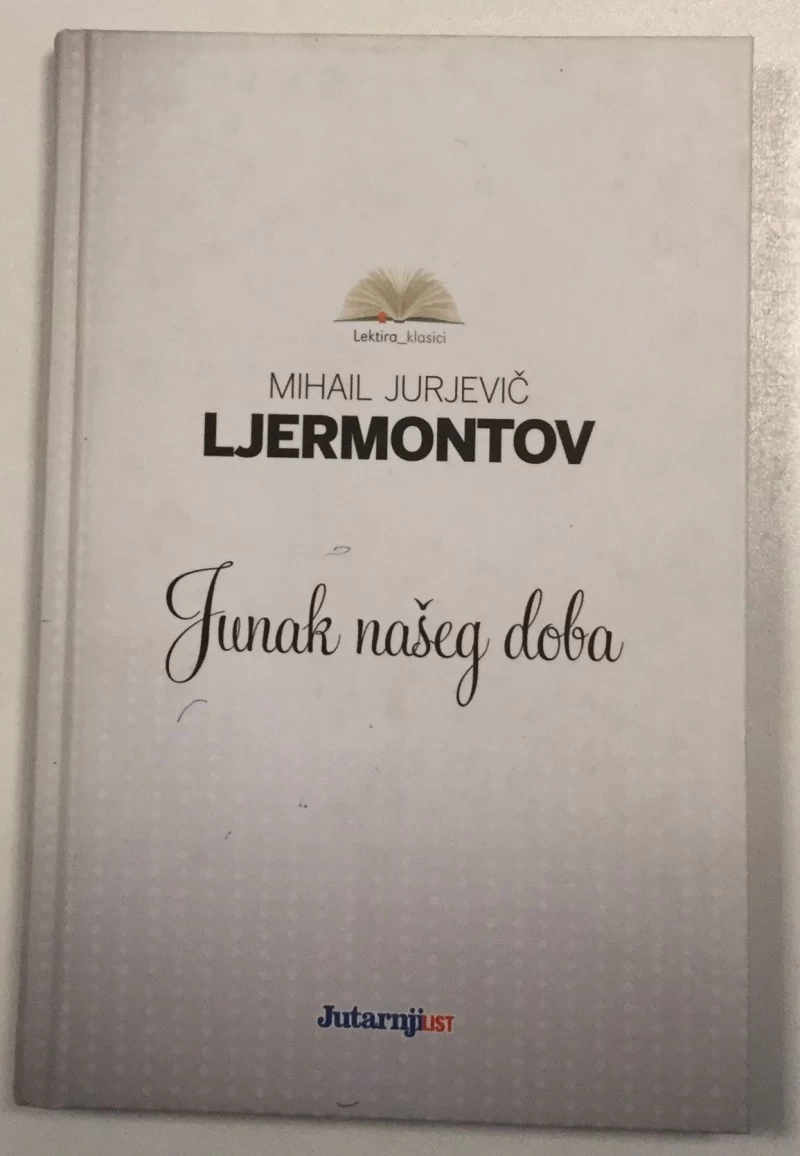 Lektira_klasici
MIHAIL JURJEVIČ
LJERMONTOV
Junak našeg doba
JutarnjiLIST